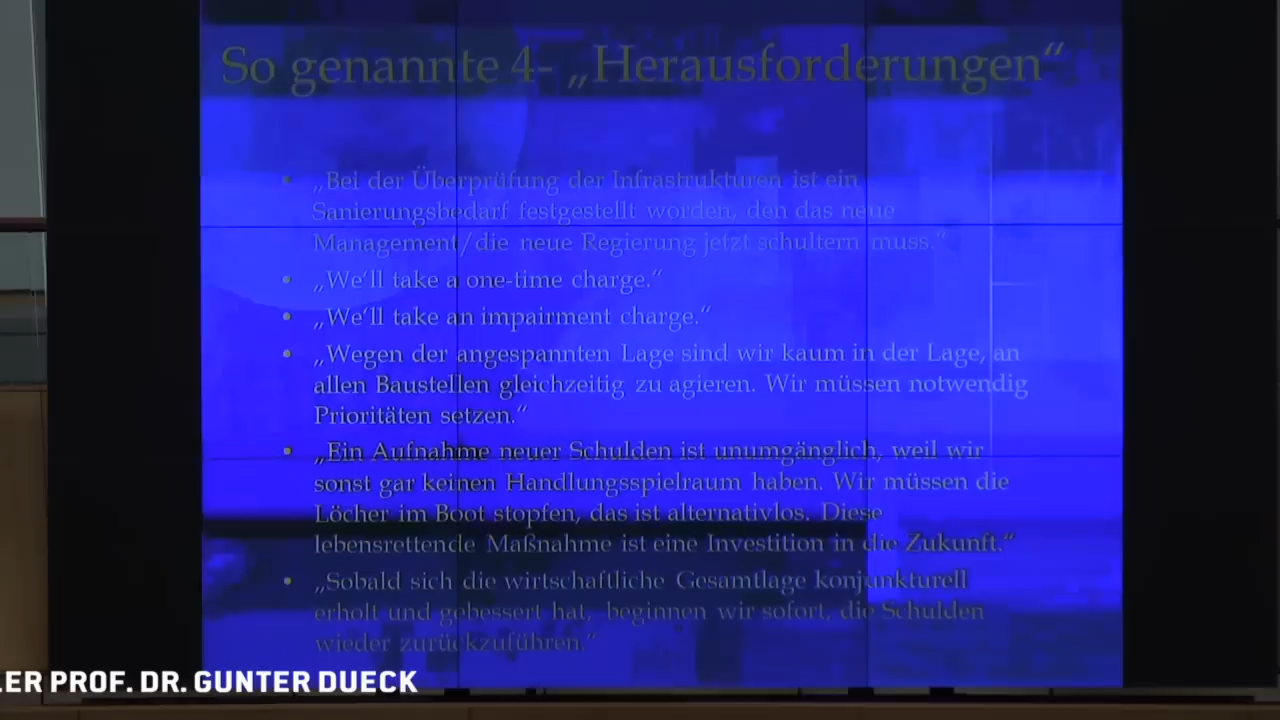 So genannte 4- „Herausforderungen“
• „Bei der Überprüfung der Infrastrukturen ist ein
Sanierungsbedarf festgestellt worden, den das neue
Management/die neue Regierung jetzt schultern muss.“
• „We’ll take a one-time charge.“
• „We’ll take an impairment charge.“
• „Wegen der angespannten Lage sind wir kaum in der Lage, an
allen Baustellen gleichzeitig zu agieren. Wir müssen notwendig
Prioritäten setzen.“
• „Ein Aufnahme neuer Schulden ist unumgänglich, weil wir
sonst gar keinen Handlungsspielraum haben. Wir müssen die
Löcher im Boot stopfen, das ist alternativlos. Diese
lebensrettende Maßnahme ist eine Investition in die Zukunft.“
• „Sobald sich die wirtschaftliche Gesamtlage konjunkturell
erholt und gebessert hat, beginnen wir sofort, die Schulden
wieder zurückzuführen.“
LER PROF. DR. GUNTER DUECK